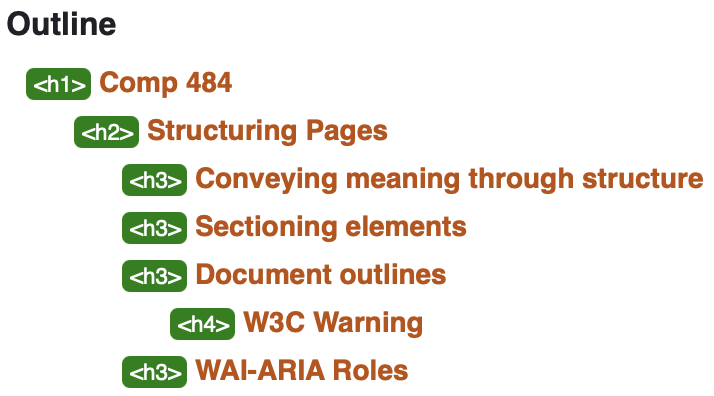 Outline
<h1> Comp 484
<h2> Structuring Pages
<h3> Conveying meaning through structure
<h3> Sectioning elements
<h3> Document outlines
<h4> W3C Warning
<h3> WAI-ARIA Roles